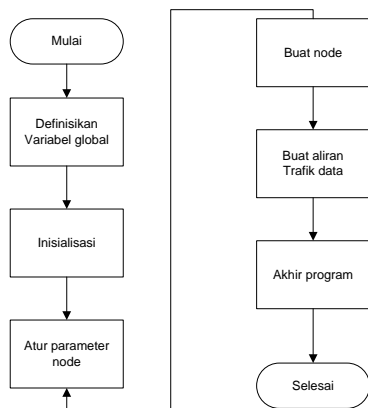 Mulai
Definisikan
Variabel global
Inisialisasi
Atur parameter
node
Buat node
Buat aliran
Trafik data
Akhir program
Selesai